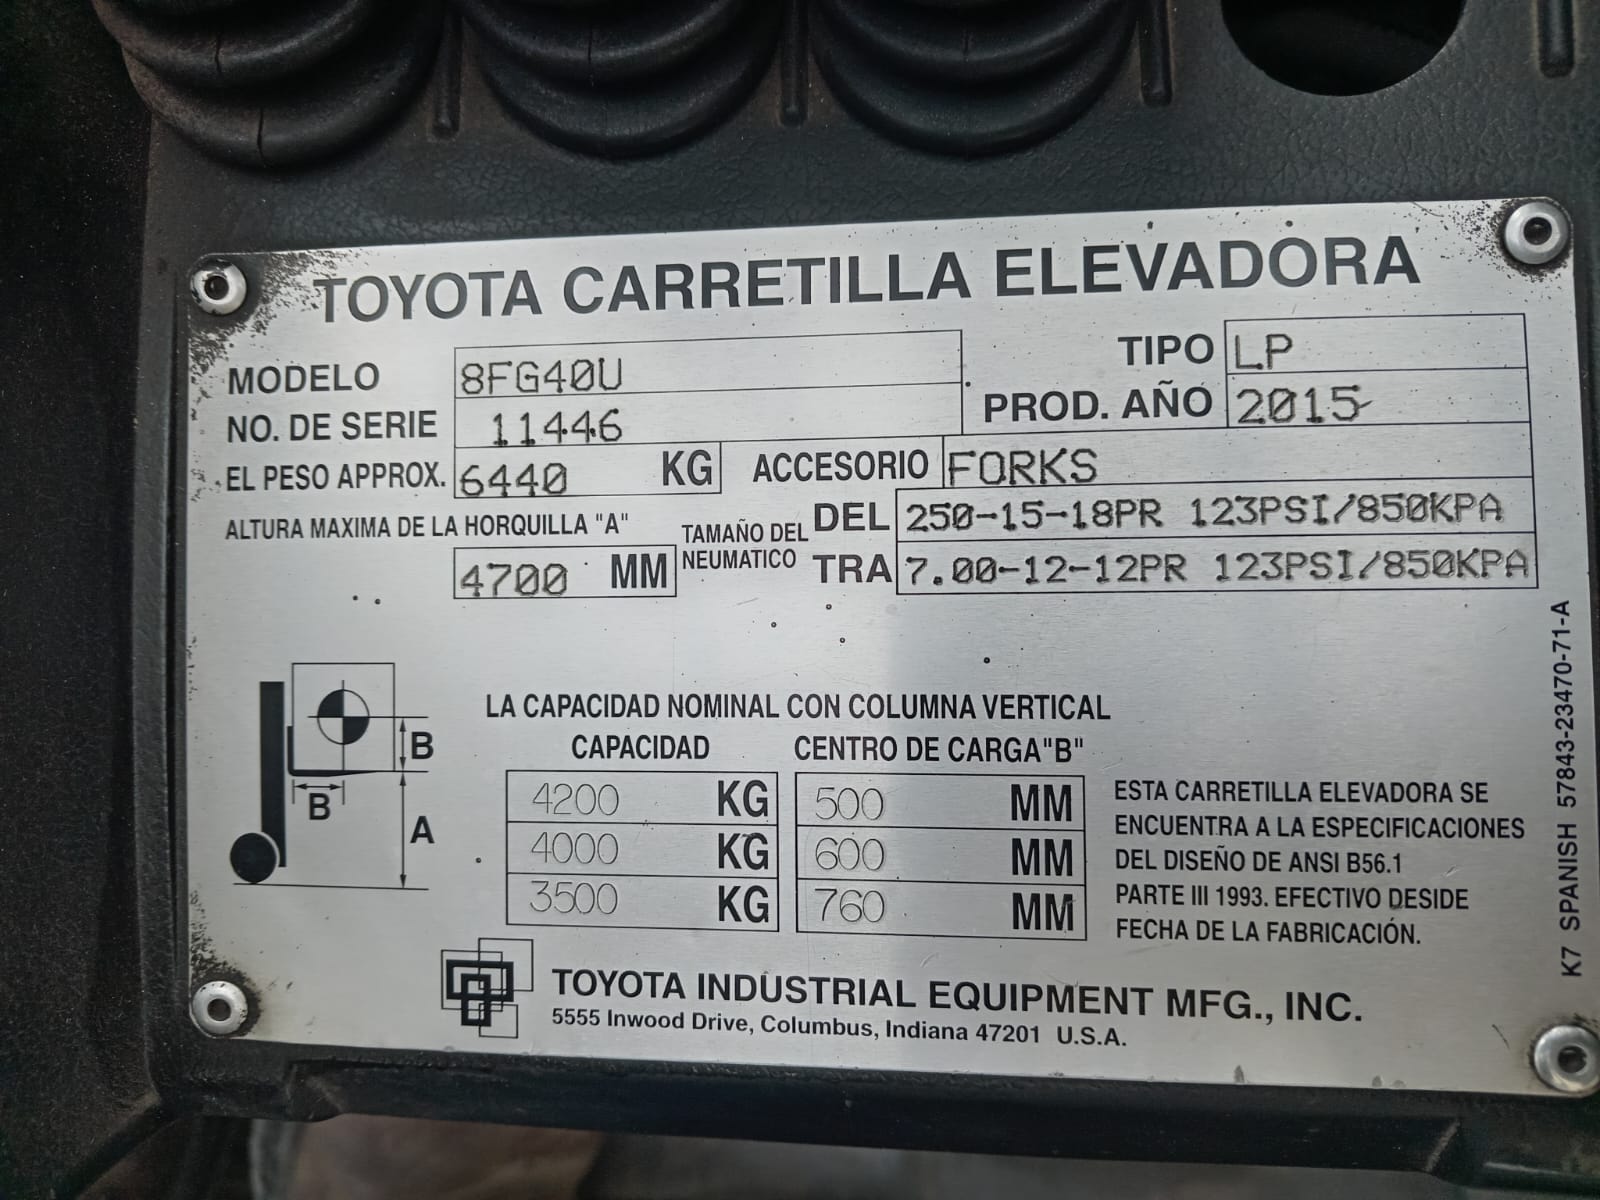 TOYOTA CARRETILLA ELEVADORA
MODELO 8FG40U
TIPO LP
NO. DE SERIE 11446
PROD. AÑO 2015
EL PESO APPROX. 6440 KG
ACCESORIO FORKS
ALTURA MAXIMA DE LA HORQUILLA "A"
4700 MM
TAMAÑO DEL
NEUMATICO
DEL 250-15-18PR 123PSI/850KPA
TRA 7.00-12-12PR 123PSI/850KPA
B
B
A
LA CAPACIDAD NOMINAL CON COLUMNA VERTICAL
CAPACIDAD CENTRO DE CARGA"B"
4200 KG 500 MM
4000 KG 600 MM
3500 KG 760 MM
ESTA CARRETILLA ELEVADORA SE
ENCUENTRA A LA ESPECIFICACIONES
DEL DISEÑO DE ANSI B56.1
PARTE III 1993. EFECTIVO DESIDE
FECHA DE LA FABRICACIÓN.
TOYOTA INDUSTRIAL EQUIPMENT MFG., INC.
5555 Inwood Drive, Columbus, Indiana 47201 U.S.A.
K7 SPANISH 57843-23470-71-A